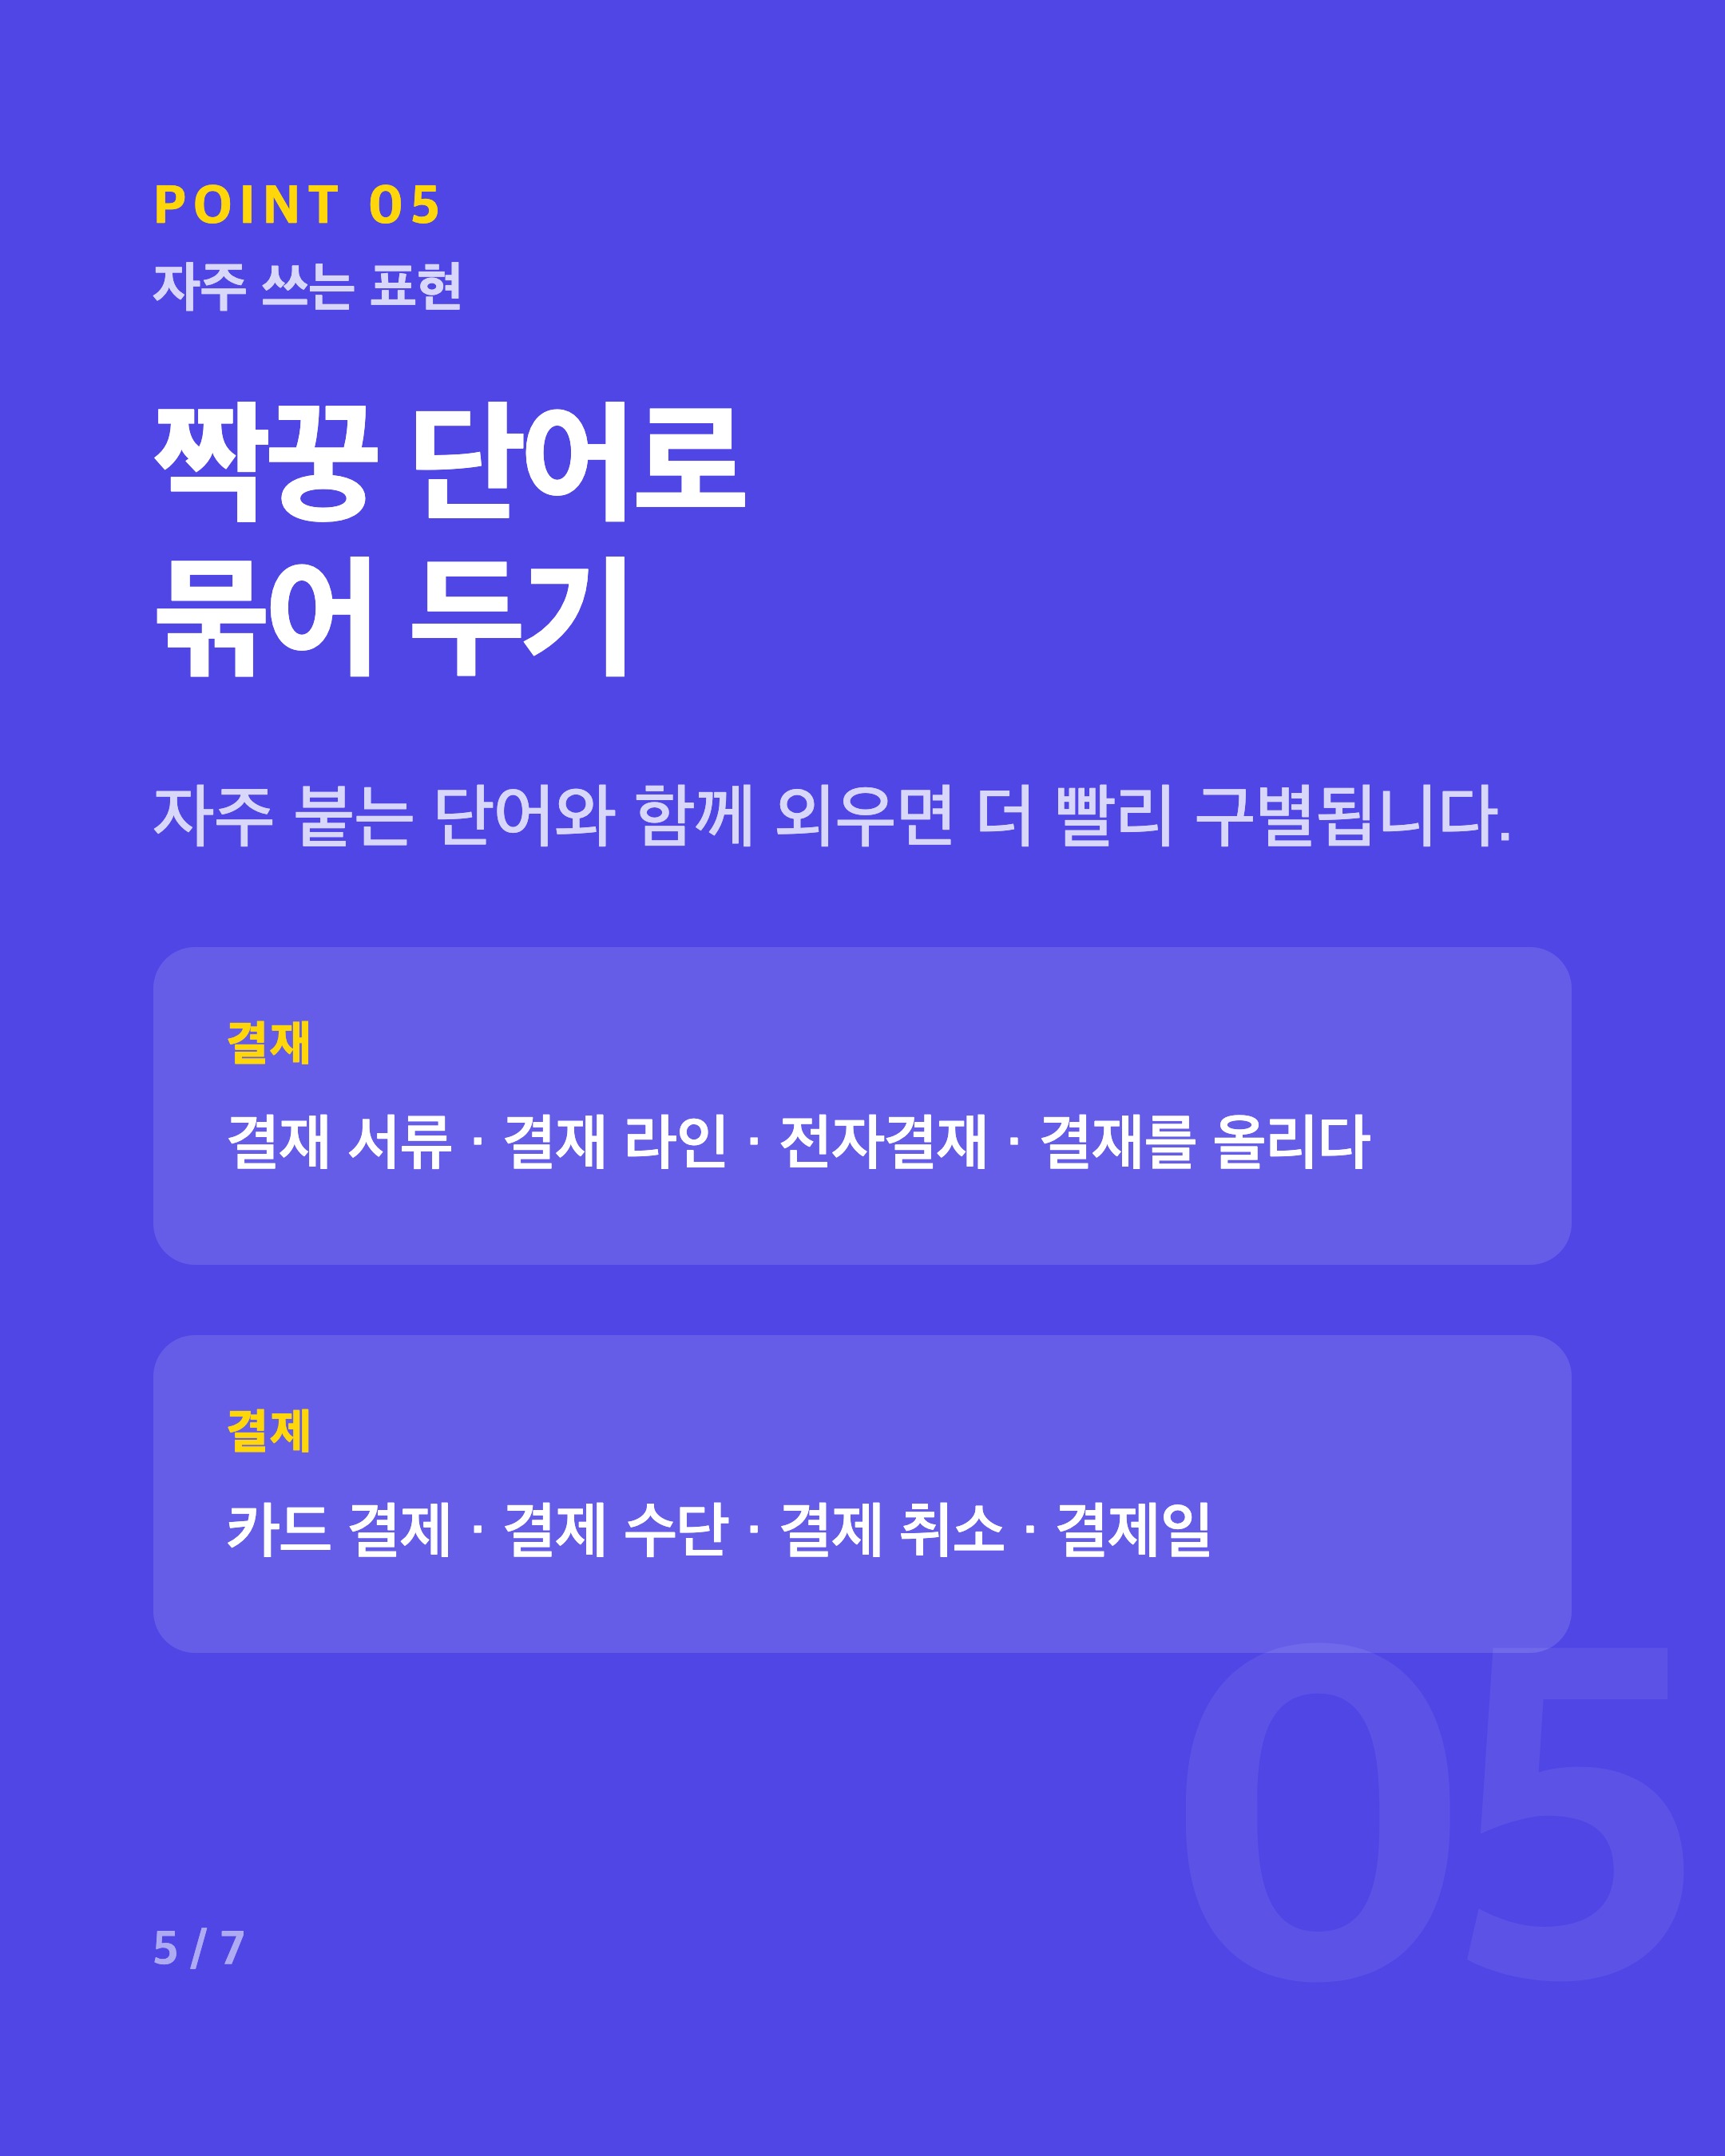 POINT 05
자주 쓰는 표현
짝꿍 단어로
묶어 두기
자주 붙는 단어와 함께 외우면 더 빨리 구별됩니다.
결재
결재 서류 · 결재 라인 · 전자결재 · 결재를 올리다
결제
카드 결제 · 결제 수단 · 결제 취소 · 결제일
05
5 / 7